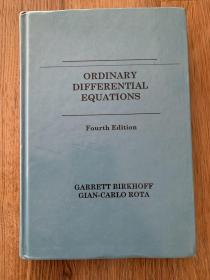 ORDINARY
DIFFERENTIAL
EQUATIONS
Fourth Edition
GARRETT BIRKHOFF
GIAN-CARLO ROTA